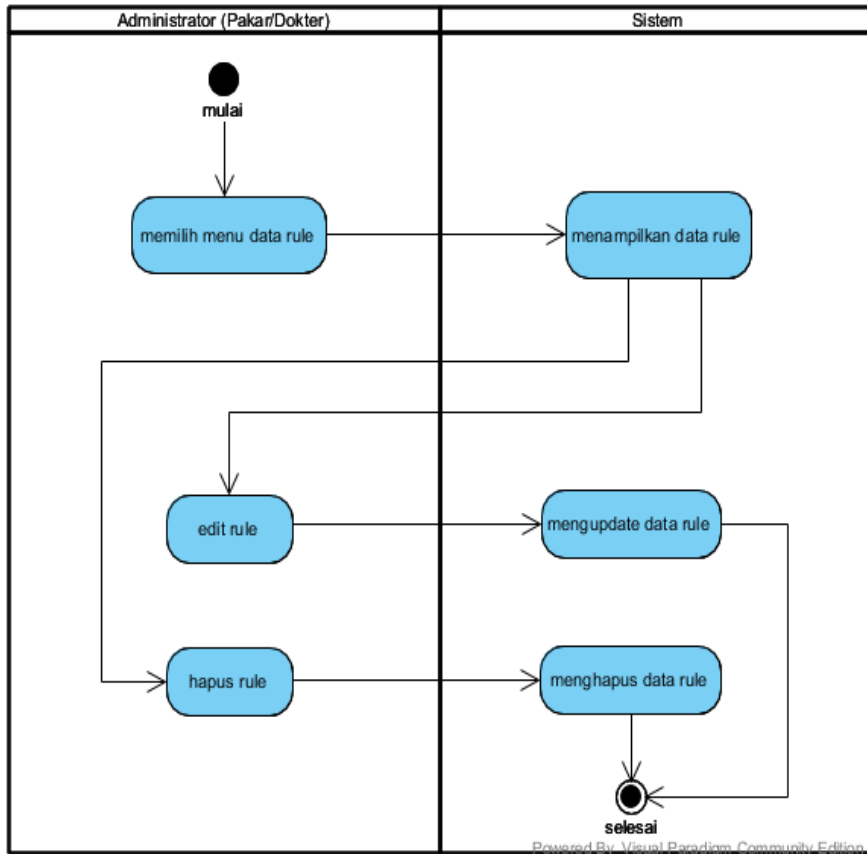 Administrator (Pakar/Dokter)
Sistem
mulai
memilih menu data rule
menampilkan data rule
edit rule
mengupdate data rule
hapus rule
menghapus data rule
selesai
Powered By Visual Paradigm Community Edition